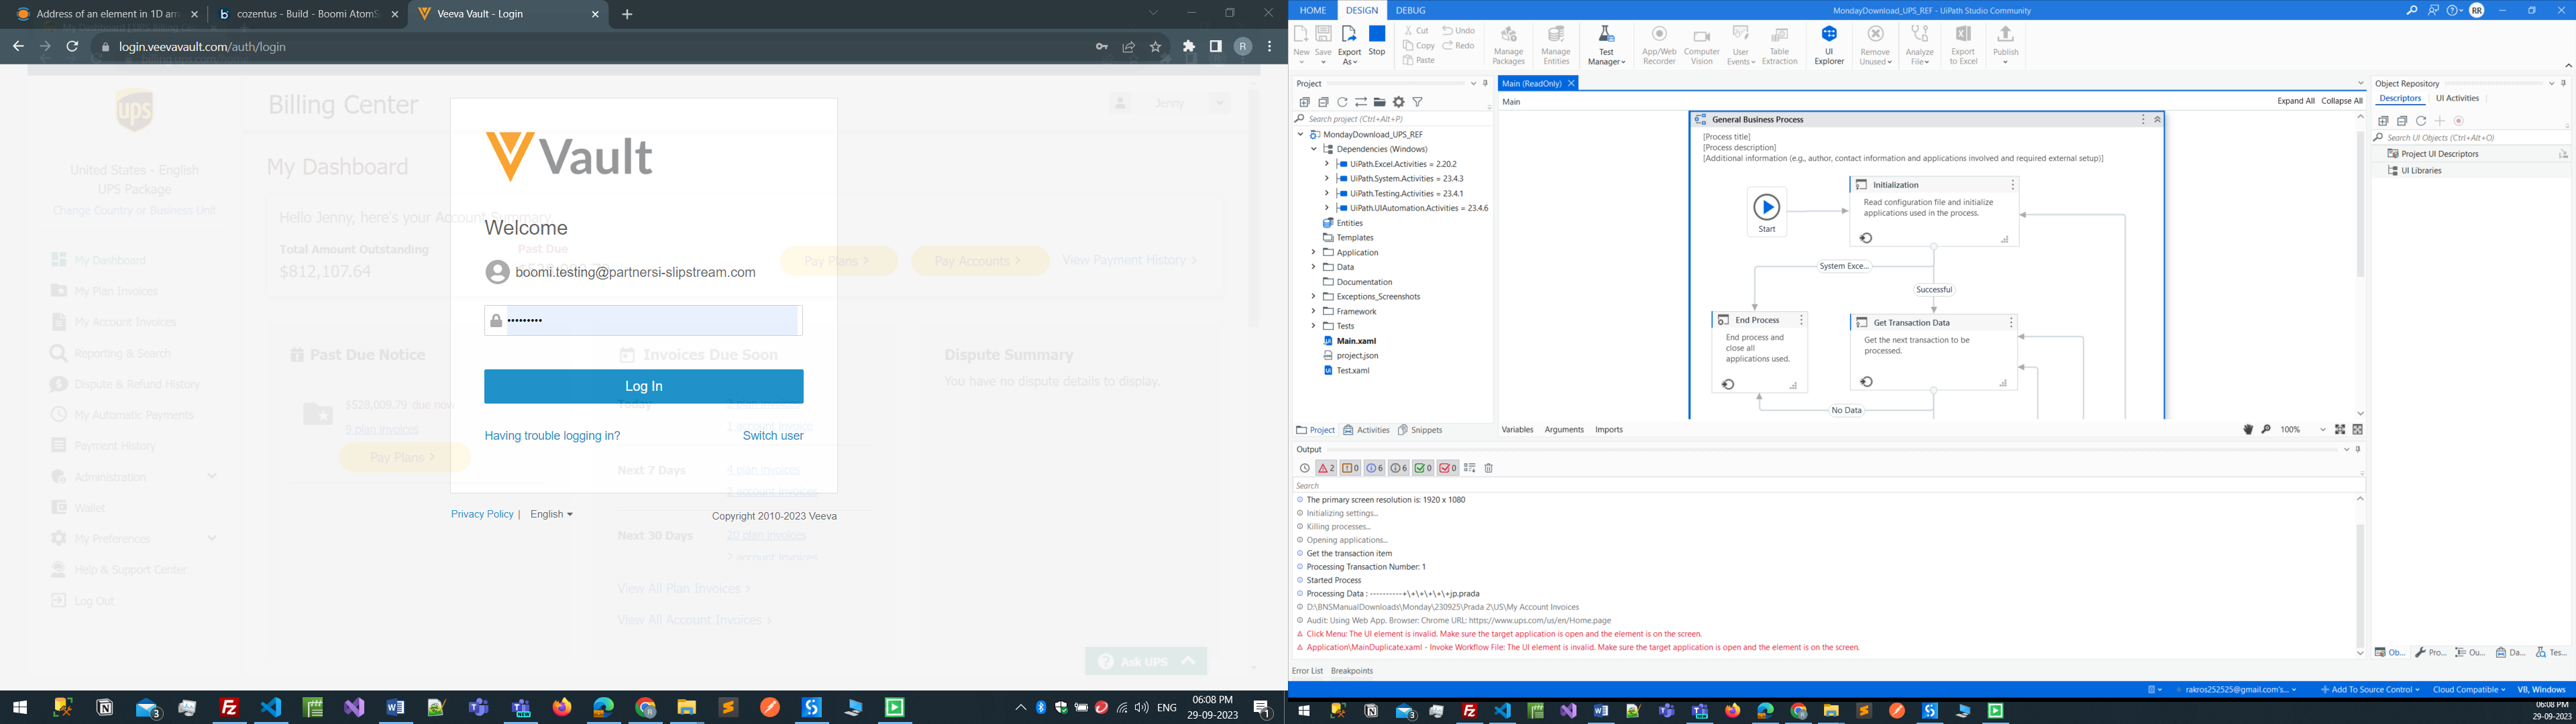 Address of an element in 1D arr
cozentus - Build - Boomi AtomS
Veeva Vault - Login
login.veevavault.com/auth/login
R
ups
Billing Center
Jenny
United States - English
UPS Package
Change Country or Business Unit
My Dashboard
Hello Jenny, here's your Account Summary.
Total Amount Outstanding
Past Due
$812,107.64
Pay Plans >
Pay Accounts >
View Payment History >
My Dashboard
My Plan Invoices
My Account Invoices
Reporting & Search
Dispute & Refund History
My Automatic Payments
Payment History
Administration
Wallet
My Preferences
Help & Support Center
Log Out
Past Due Notice
$528,009.79 due now
9 plan invoices
Pay Plans >
Invoices Due Soon
Today
2 plan invoices
1 account invoice
Next 7 Days
4 plan invoices
2 account invoices
Next 30 Days
20 plan invoices
2 account invoices
View All Plan Invoices >
View All Account Invoices >
Dispute Summary
You have no dispute details to display.
Ask UPS
Vault
Welcome
boomi.testing@partnersi-slipstream.com
•••••••••
Log In
Having trouble logging in?
Switch user
Privacy Policy |
English
Copyright 2010-2023 Veeva
ENG
06:08 PM
29-09-2023
HOME
DESIGN
DEBUG
MondayDownload_UPS_REF - UiPath Studio Community
RR
New
Save
Export As
Stop
Cut
Copy
Paste
Undo
Redo
Manage Packages
Manage Entities
Test Manager
App/Web Recorder
Computer Vision
User Events
Table Extraction
UI Explorer
Remove Unused
Analyze File
Export to Excel
Publish
Project
Search project (Ctrl+Alt+P)
MondayDownload_UPS_REF
Dependencies (Windows)
UiPath.Excel.Activities = 2.20.2
UiPath.System.Activities = 23.4.3
UiPath.Testing.Activities = 23.4.1
UiPath.UIAutomation.Activities = 23.4.6
Entities
Templates
Application
Data
Documentation
Exceptions_Screenshots
Framework
Tests
Main.xaml
project.json
Test.xaml
Project
Activities
Snippets
Main (ReadOnly)
Main
Expand All
Collapse All
General Business Process
[Process title]
[Process description]
[Additional information (e.g., author, contact information and applications involved and required external setup)]
Start
Initialization
Read configuration file and initialize
applications used in the process.
System Exce...
Successful
End Process
End process and
close all
applications used.
Get Transaction Data
Get the next transaction to be
processed.
No Data
Variables
Arguments
Imports
100%
Output
2
0
6
6
0
0
Search
The primary screen resolution is: 1920 x 1080
Initializing settings...
Killing processes...
Opening applications...
Get the transaction item
Processing Transaction Number: 1
Started Process
Processing Data : ----------+\+\+\+\+\+jp.prada
D:\BNSManualDownloads\Monday\230925\Prada 2\US\My Account Invoices
Audit: Using Web App. Browser: Chrome URL: https://www.ups.com/us/en/Home.page
Click Menu: The UI element is invalid. Make sure the target application is open and the element is on the screen.
Application\MainDuplicate.xaml - Invoke Workflow File: The UI element is invalid. Make sure the target application is open and the element is on the screen.
Error List
Breakpoints
Object Repository
Descriptors
UI Activities
Search UI Objects (Ctrl+Alt+O)
Project UI Descriptors
UI Libraries
Ob...
Pro...
Ou...
Da...
Tes...
rakros252525@gmail.com's...
Add To Source Control
Cloud Compatible
VB, Windows
ENG
06:08 PM
29-09-2023